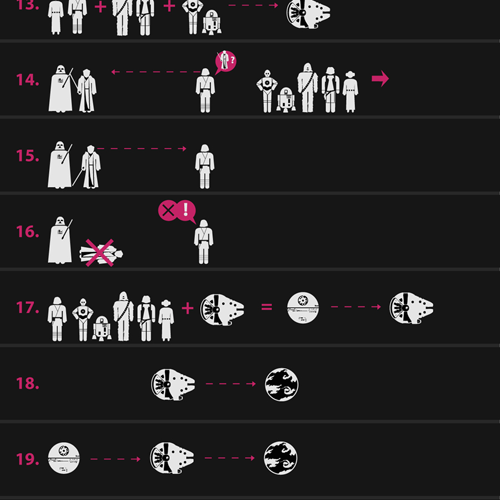 13. + +
14. ?
15.
16. !
17. + =
18.
19.